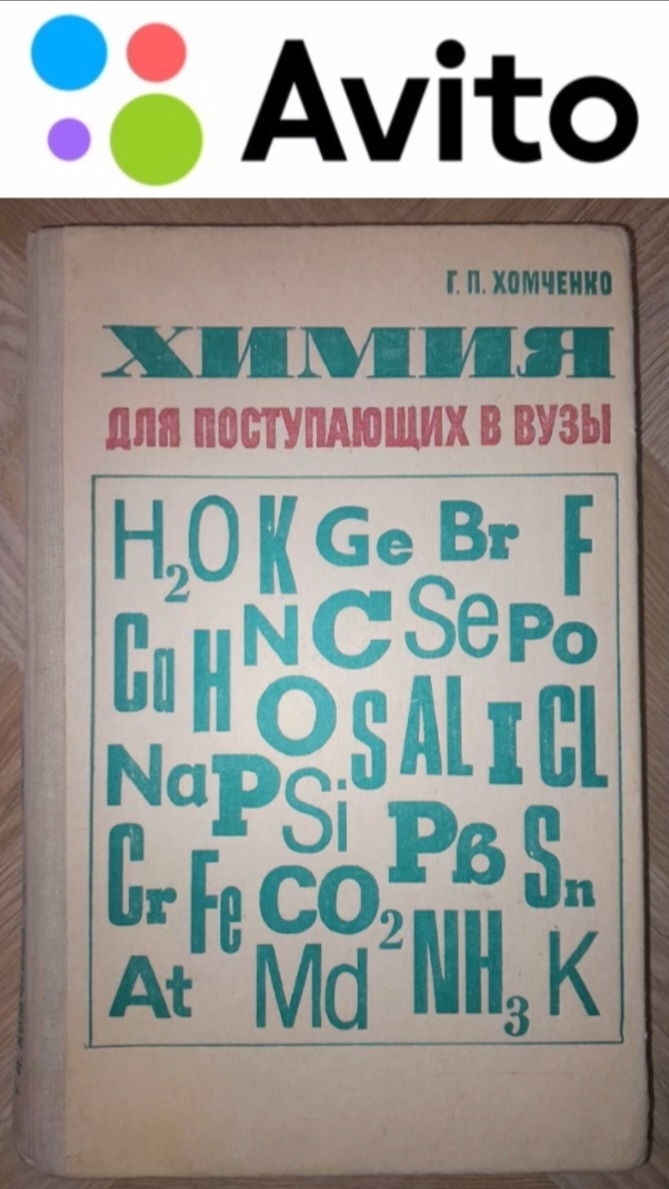 Avito
Г. П. ХОМЧЕНКО
ХИМИЯ
ДЛЯ ПОСТУПАЮЩИХ В ВУЗЫ
H₂O K Ge Br F
Ca H N C Se Po
O S AL I CL
Na P Si
Cr Fe CO₂ Рв Sn
At Md NH₃ K